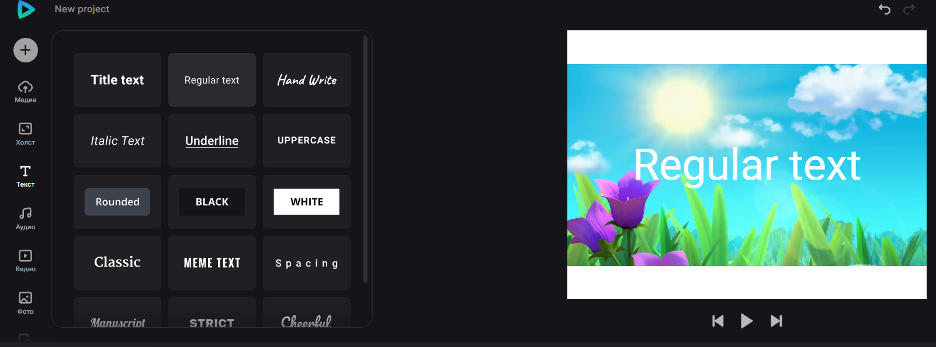 New project
Медиа
Холст
Текст
Аудио
Видео
Фото
Title text
Regular text
Hand Write
Italic Text
Underline
UPPERCASE
Rounded
BLACK
WHITE
Classic
MEME TEXT
Spacing
Manuscript
STRICT
Cheerful
Regular text